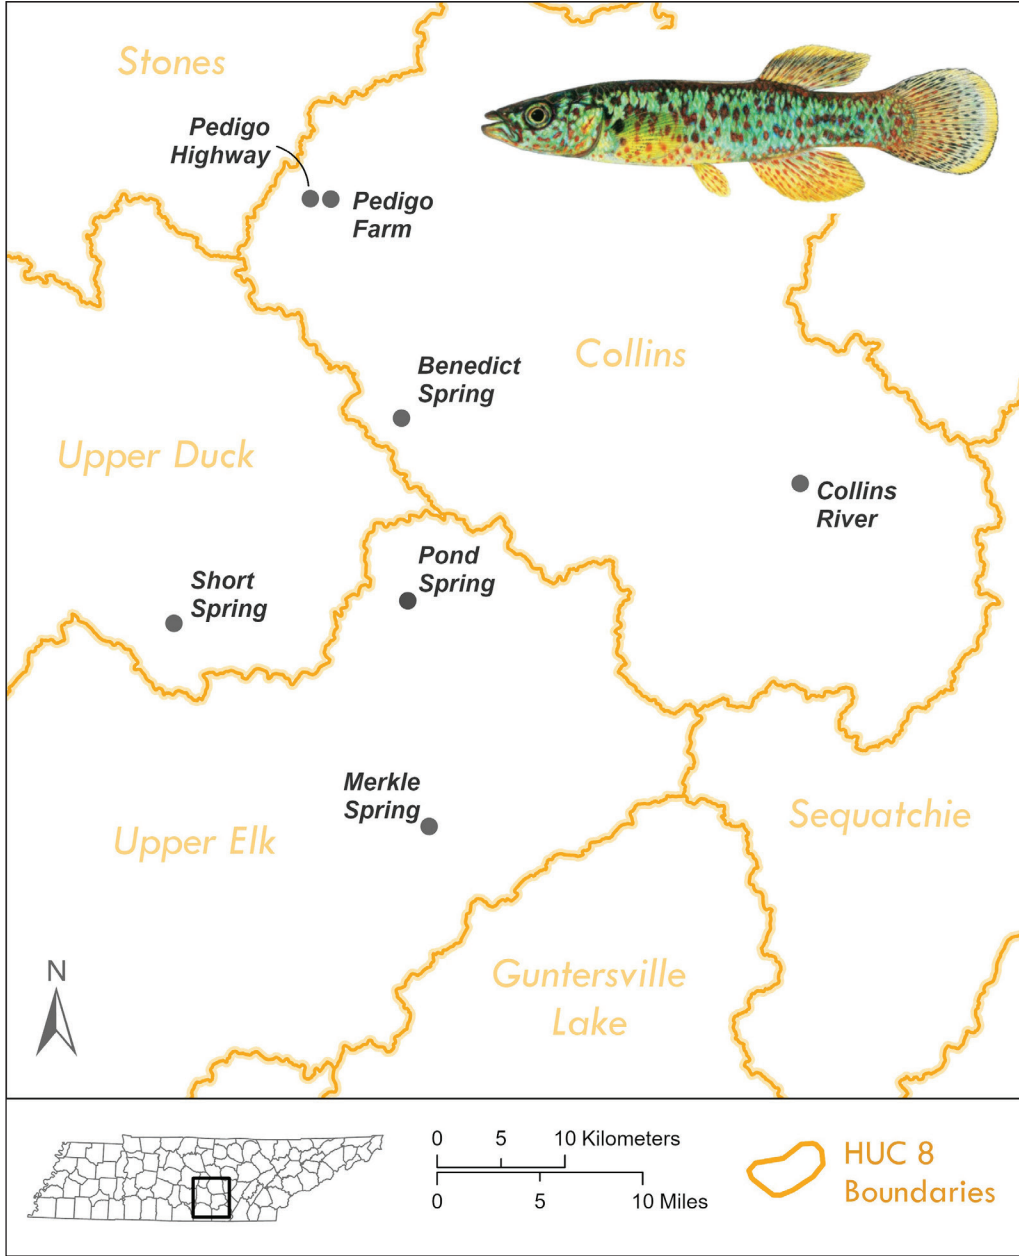 Stones
Pedigo
Highway
Pedigo
Farm
Benedict
Spring
Collins
Upper Duck
Collins
River
Pond
Spring
Short
Spring
Merkle
Spring
Sequatchie
Upper Elk
Guntersville
Lake
N
0 5 10 Kilometers
0 5 10 Miles
HUC 8
Boundaries